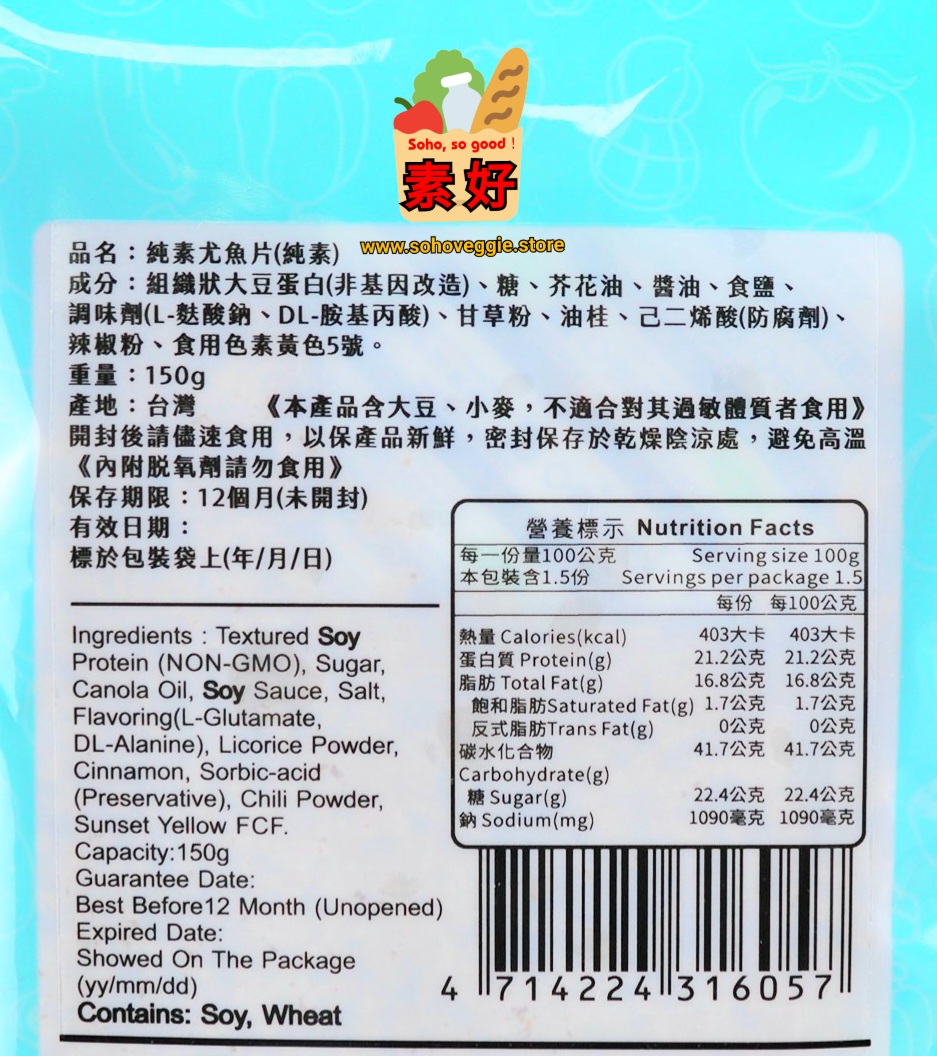 Soho, so good !
素好
www.sohoveggie.store
品名：純素尤魚片(純素)
成分：組織狀大豆蛋白(非基因改造)、糖、芥花油、醬油、食鹽、
調味劑(L-麩酸鈉、DL-胺基丙酸)、甘草粉、油桂、己二烯酸(防腐劑)、
辣椒粉、食用色素黃色5號。
重量：150g
產地：台灣 《本產品含大豆、小麥，不適合對其過敏體質者食用》
開封後請儘速食用，以保產品新鮮，密封保存於乾燥陰涼處，避免高溫
《內附脫氧劑請勿食用》
保存期限：12個月(未開封)
有效日期：
標於包裝袋上(年/月/日)
Ingredients : Textured Soy
Protein (NON-GMO), Sugar,
Canola Oil, Soy Sauce, Salt,
Flavoring(L-Glutamate,
DL-Alanine), Licorice Powder,
Cinnamon, Sorbic-acid
(Preservative), Chili Powder,
Sunset Yellow FCF.
Capacity:150g
Guarantee Date:
Best Before12 Month (Unopened)
Expired Date:
Showed On The Package
(yy/mm/dd)
Contains: Soy, Wheat
營養標示 Nutrition Facts
每一份量100公克 Serving size 100g
本包裝含1.5份 Servings per package 1.5
每份 每100公克
熱量 Calories(kcal) 403大卡 403大卡
蛋白質 Protein(g) 21.2公克 21.2公克
脂肪 Total Fat(g) 16.8公克 16.8公克
飽和脂肪Saturated Fat(g) 1.7公克 1.7公克
反式脂肪Trans Fat(g) 0公克 0公克
碳水化合物 41.7公克 41.7公克
Carbohydrate(g)
糖 Sugar(g) 22.4公克 22.4公克
鈉 Sodium(mg) 1090毫克 1090毫克
4 714224 316057